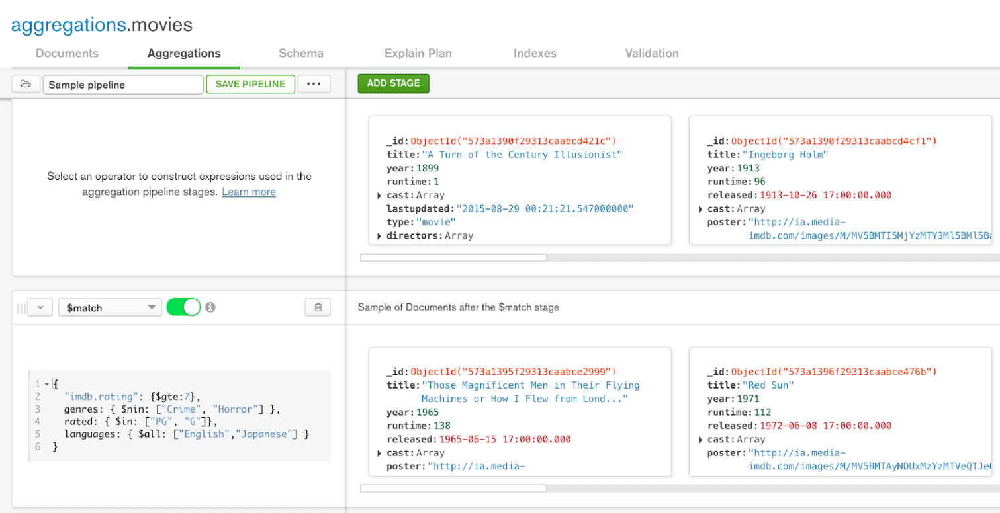 aggregations.movies
Documents Aggregations Schema Explain Plan Indexes Validation
Sample pipeline SAVE PIPELINE ••• ADD STAGE
Select an operator to construct expressions used in the
aggregation pipeline stages. Learn more
_id:ObjectId("573a1390f29313caabcd421c")
title:"A Turn of the Century Illusionist"
year:1899
runtime:1
cast:Array
lastupdated:"2015-08-29 00:21:21.547000000"
type:"movie"
directors:Array
_id:ObjectId("573a1390f29313caabcd4cf1")
title:"Ingeborg Holm"
year:1913
runtime:96
released:1913-10-26 17:00:00.000
cast:Array
poster:"http://ia.media-
imdb.com/images/M/MV5BMTI5MjYzMTY3Ml5BMl5Ba
$match
Sample of Documents after the $match stage
1 {
2 "imdb.rating": {$gte:7},
3 genres: { $nin: ["Crime", "Horror"] },
4 rated: { $in: ["PG", "G"]},
5 languages: { $all: ["English","Japanese"] }
6 }
_id:ObjectId("573a1395f29313caabce2999")
title:"Those Magnificent Men in Their Flying
Machines or How I Flew from Lond..."
year:1965
runtime:138
released:1965-06-15 17:00:00.000
cast:Array
poster:"http://ia.media-
_id:ObjectId("573a1396f29313caabce476b")
title:"Red Sun"
year:1971
runtime:112
released:1972-06-08 17:00:00.000
cast:Array
poster:"http://ia.media-
imdb.com/images/M/MV5BMTAyNDUxMzYzMTVeQTJe